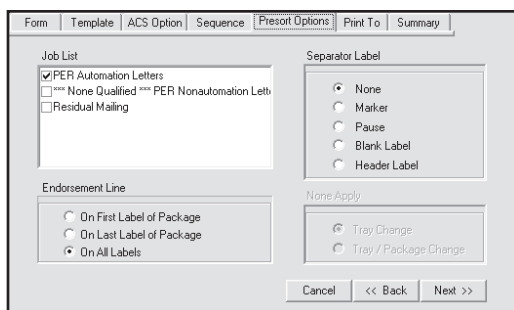 Form Template ACS Option Sequence Presort Options Print To Summary
Job List
PER Automation Letters
*** None Qualified *** PER Nonautomation Lett
Residual Mailing
Endorsement Line
On First Label of Package
On Last Label of Package
On All Labels
Separator Label
None
Marker
Pause
Blank Label
Header Label
None Apply
Tray Change
Tray / Package Change
Cancel << Back Next >>